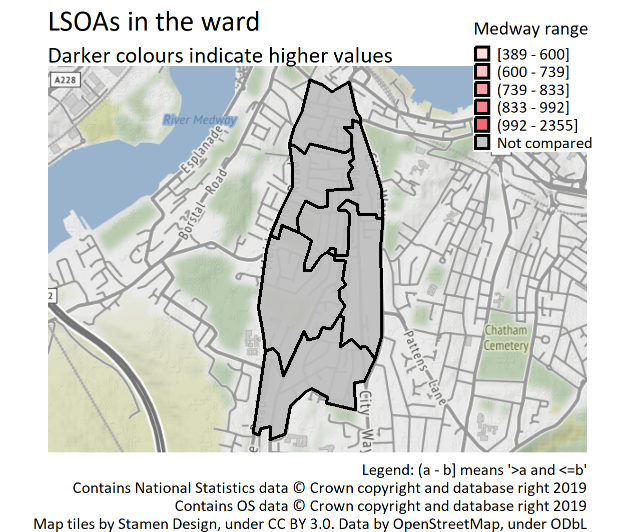 LSOAs in the ward
Darker colours indicate higher values
Medway range
[389 - 600]
(600 - 739]
(739 - 833]
(833 - 992]
(992 - 2355]
Not compared
A228
River Medway
Esplanade
Borstal - Road
2
Chatham
Cemetery
Pattens - Lane
City - Way
Legend: (a - b] means '>a and <=b'
Contains National Statistics data © Crown copyright and database right 2019
Contains OS data © Crown copyright and database right 2019
Map tiles by Stamen Design, under CC BY 3.0. Data by OpenStreetMap, under ODbL